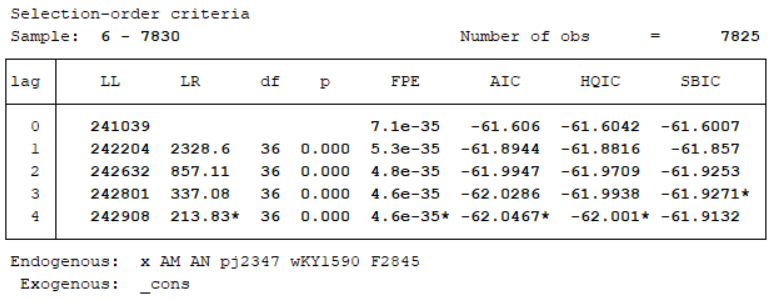 Selection-order criteria
Sample: 6 - 7830 Number of obs = 7825
lag LL LR df p FPE AIC HQIC SBIC
0 241039 7.1e-35 -61.606 -61.6042 -61.6007
1 242204 2328.6 36 0.000 5.3e-35 -61.8944 -61.8816 -61.857
2 242632 857.11 36 0.000 4.8e-35 -61.9947 -61.9709 -61.9253
3 242801 337.08 36 0.000 4.6e-35 -62.0286 -61.9938 -61.9271*
4 242908 213.83* 36 0.000 4.6e-35* -62.0467* -62.001* -61.9132
Endogenous: x AM AN pj2347 wKY1590 F2845
Exogenous: _cons